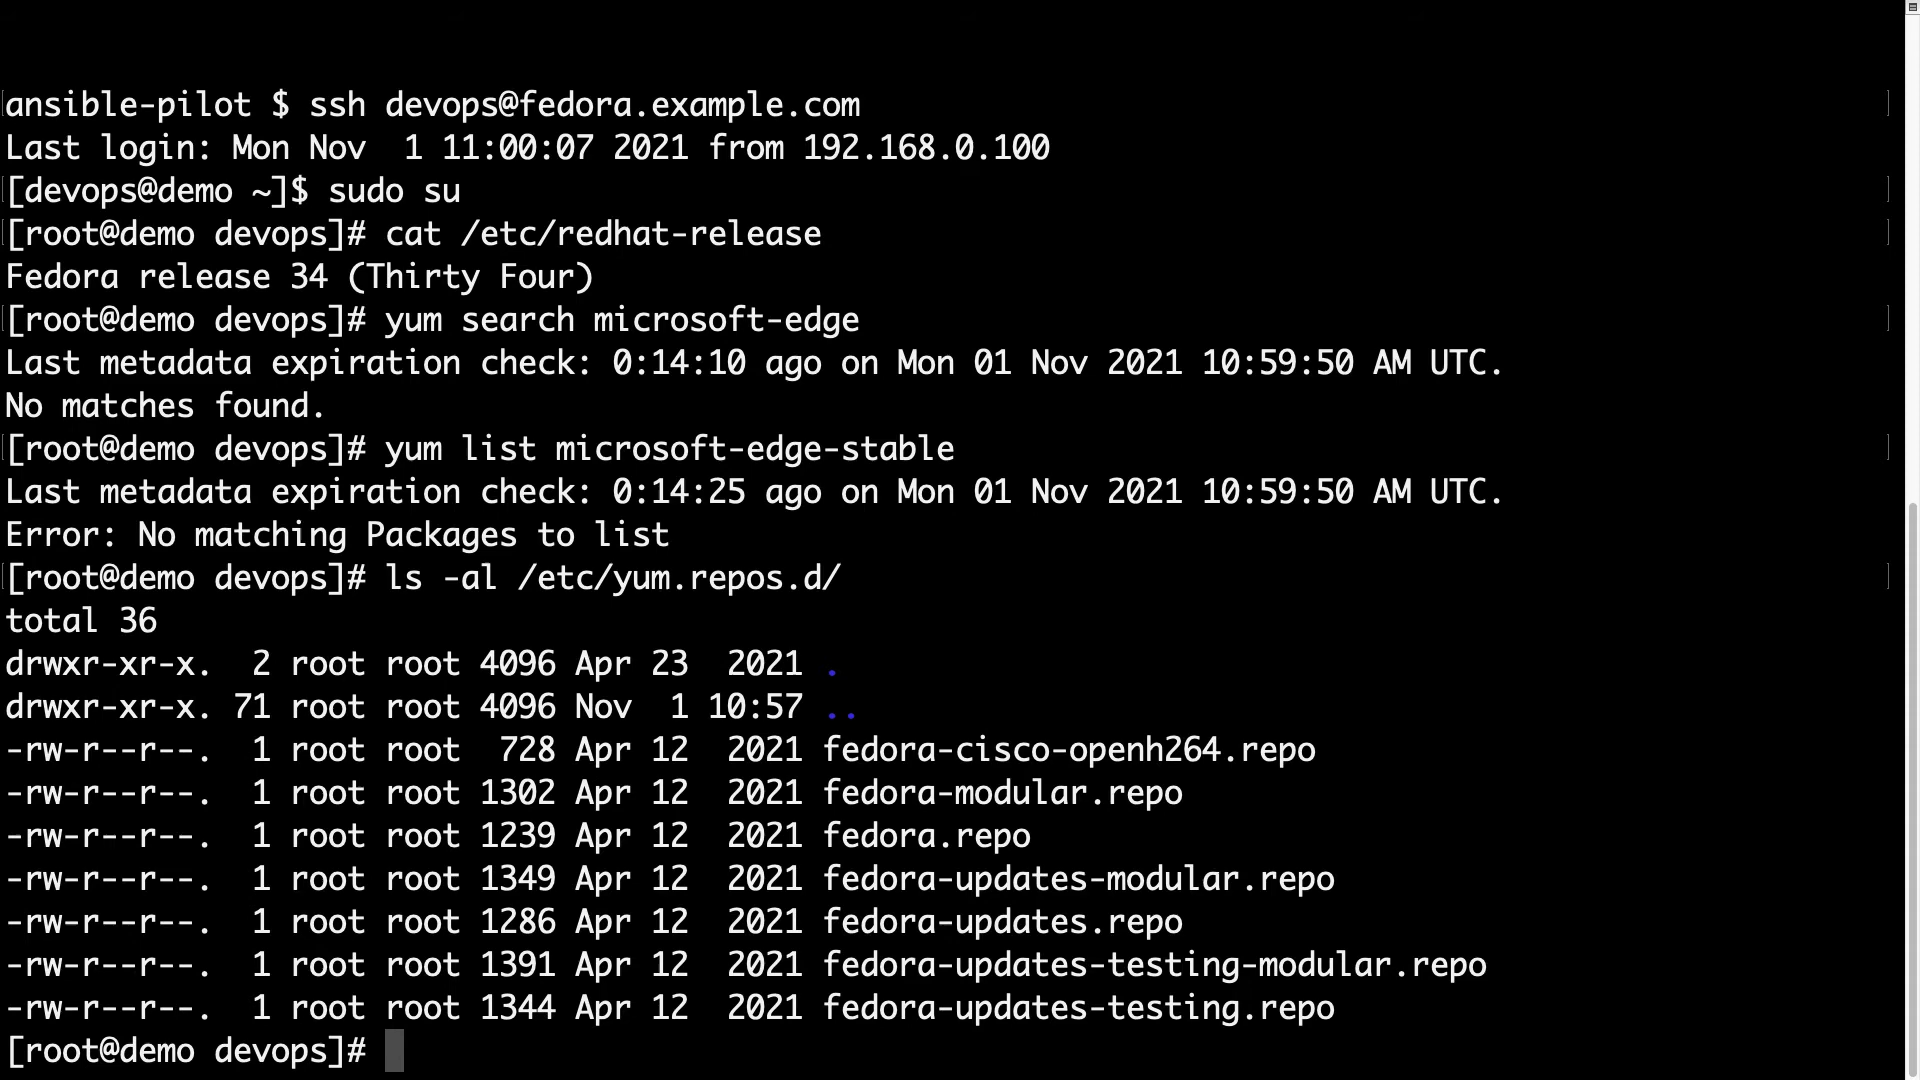 ansible-pilot $ ssh devops@fedora.example.com
Last login: Mon Nov  1 11:00:07 2021 from 192.168.0.100
[devops@demo ~]$ sudo su
[root@demo devops]# cat /etc/redhat-release
Fedora release 34 (Thirty Four)
[root@demo devops]# yum search microsoft-edge
Last metadata expiration check: 0:14:10 ago on Mon 01 Nov 2021 10:59:50 AM UTC.
No matches found.
[root@demo devops]# yum list microsoft-edge-stable
Last metadata expiration check: 0:14:25 ago on Mon 01 Nov 2021 10:59:50 AM UTC.
Error: No matching Packages to list
[root@demo devops]# ls -al /etc/yum.repos.d/
total 36
drwxr-xr-x.  2 root root 4096 Apr 23  2021 .
drwxr-xr-x. 71 root root 4096 Nov  1 10:57 ..
-rw-r--r--.  1 root root  728 Apr 12  2021 fedora-cisco-openh264.repo
-rw-r--r--.  1 root root 1302 Apr 12  2021 fedora-modular.repo
-rw-r--r--.  1 root root 1239 Apr 12  2021 fedora.repo
-rw-r--r--.  1 root root 1349 Apr 12  2021 fedora-updates-modular.repo
-rw-r--r--.  1 root root 1286 Apr 12  2021 fedora-updates.repo
-rw-r--r--.  1 root root 1391 Apr 12  2021 fedora-updates-testing-modular.repo
-rw-r--r--.  1 root root 1344 Apr 12  2021 fedora-updates-testing.repo
[root@demo devops]#